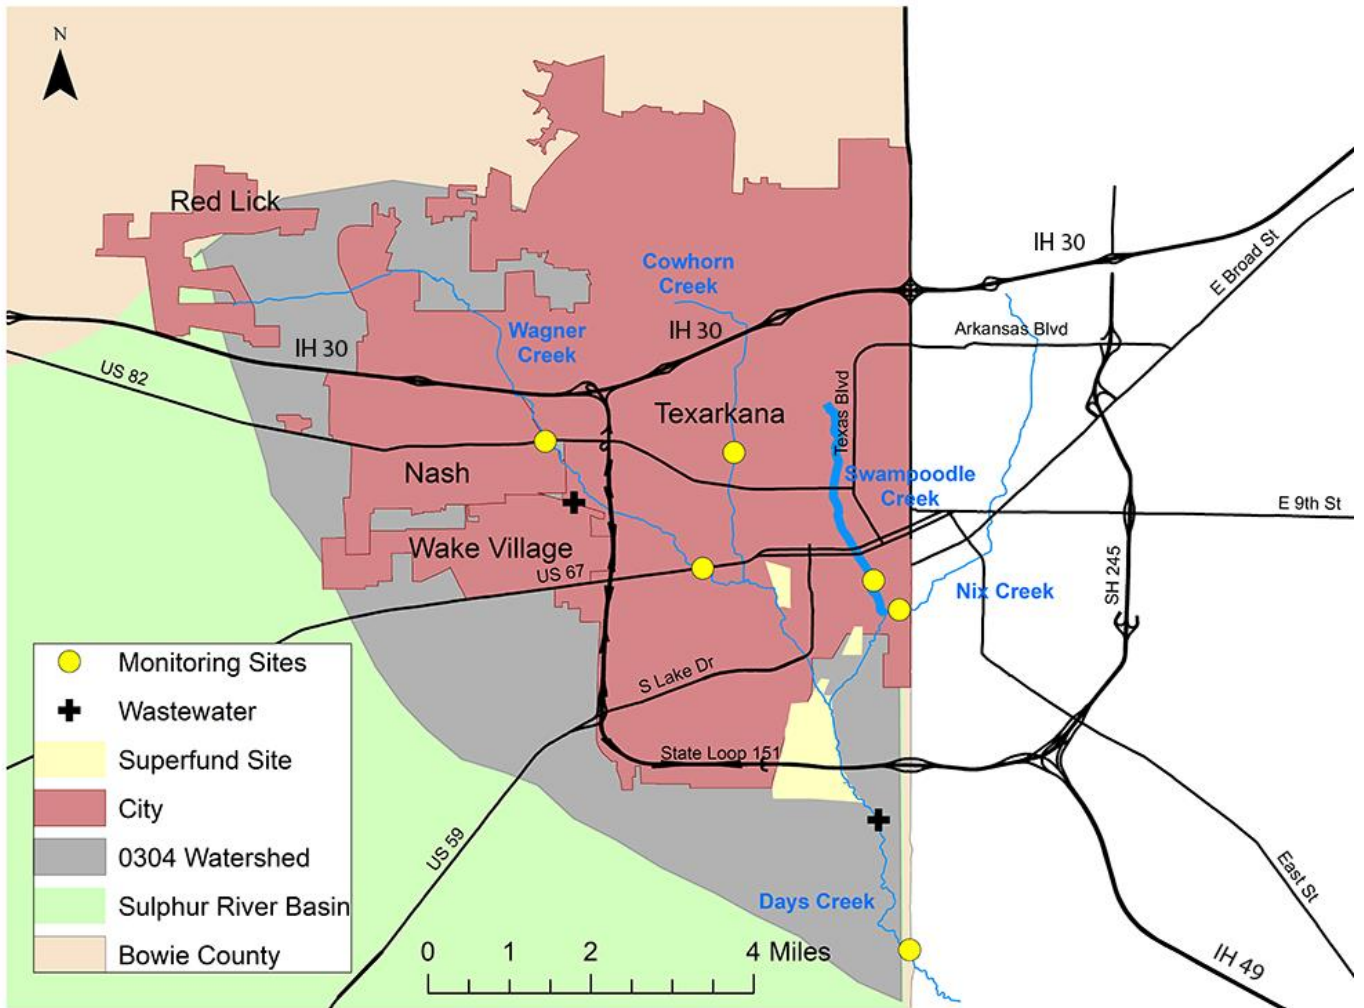 N
Red Lick
IH 30
E Broad St
Cowhorn
Creek
Wagner
Creek
IH 30
Arkansas Blvd
IH 30
US 82
Texarkana
Texas Blvd
Nash
Swampoodle
Creek
E 9th St
Wake Village
US 67
SH 245
Nix Creek
S Lake Dr
State Loop 151
US 59
East St
Days Creek
IH 49
Monitoring Sites
Wastewater
Superfund Site
City
0304 Watershed
Sulphur River Basin
Bowie County
0 1 2 4 Miles